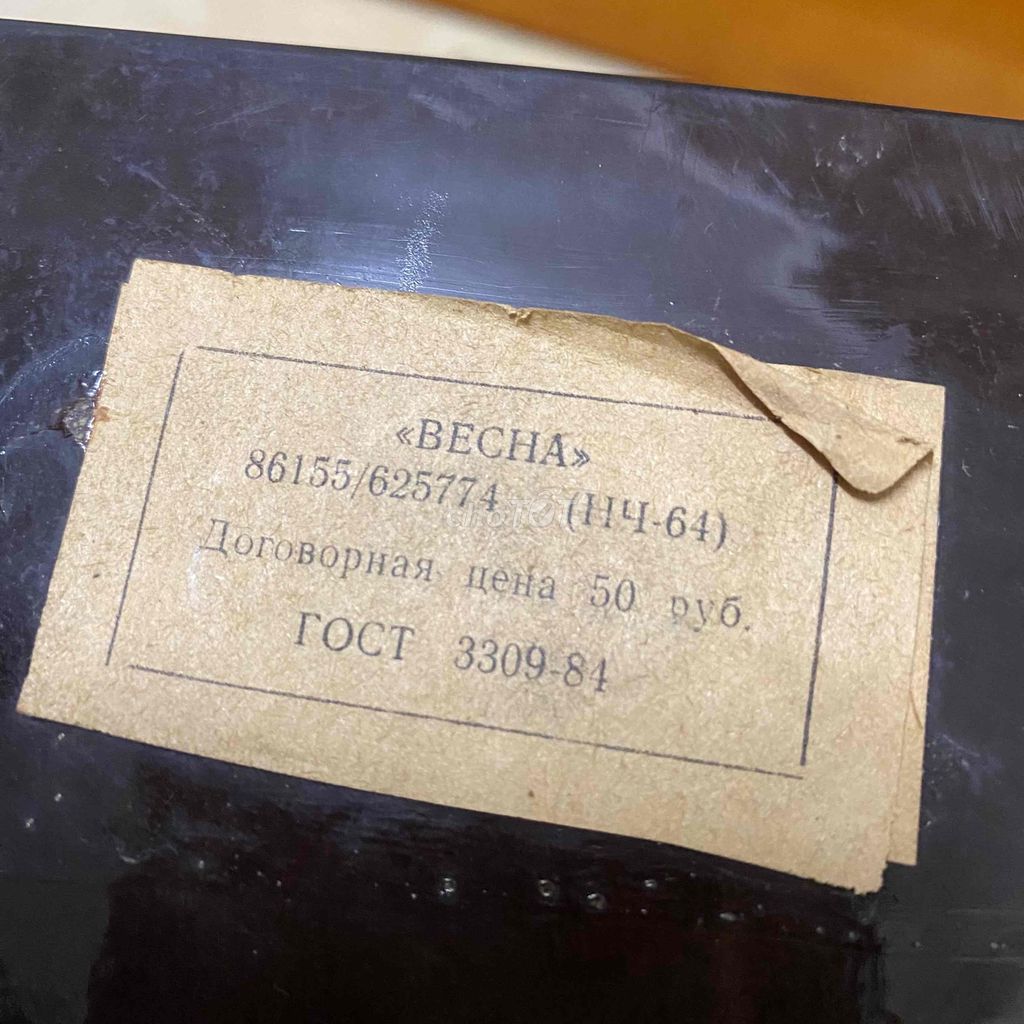 «ВЕСНА»
86155/625774 (НЧ-64)
Договорная цена 50 руб.
ГОСТ 3309-84